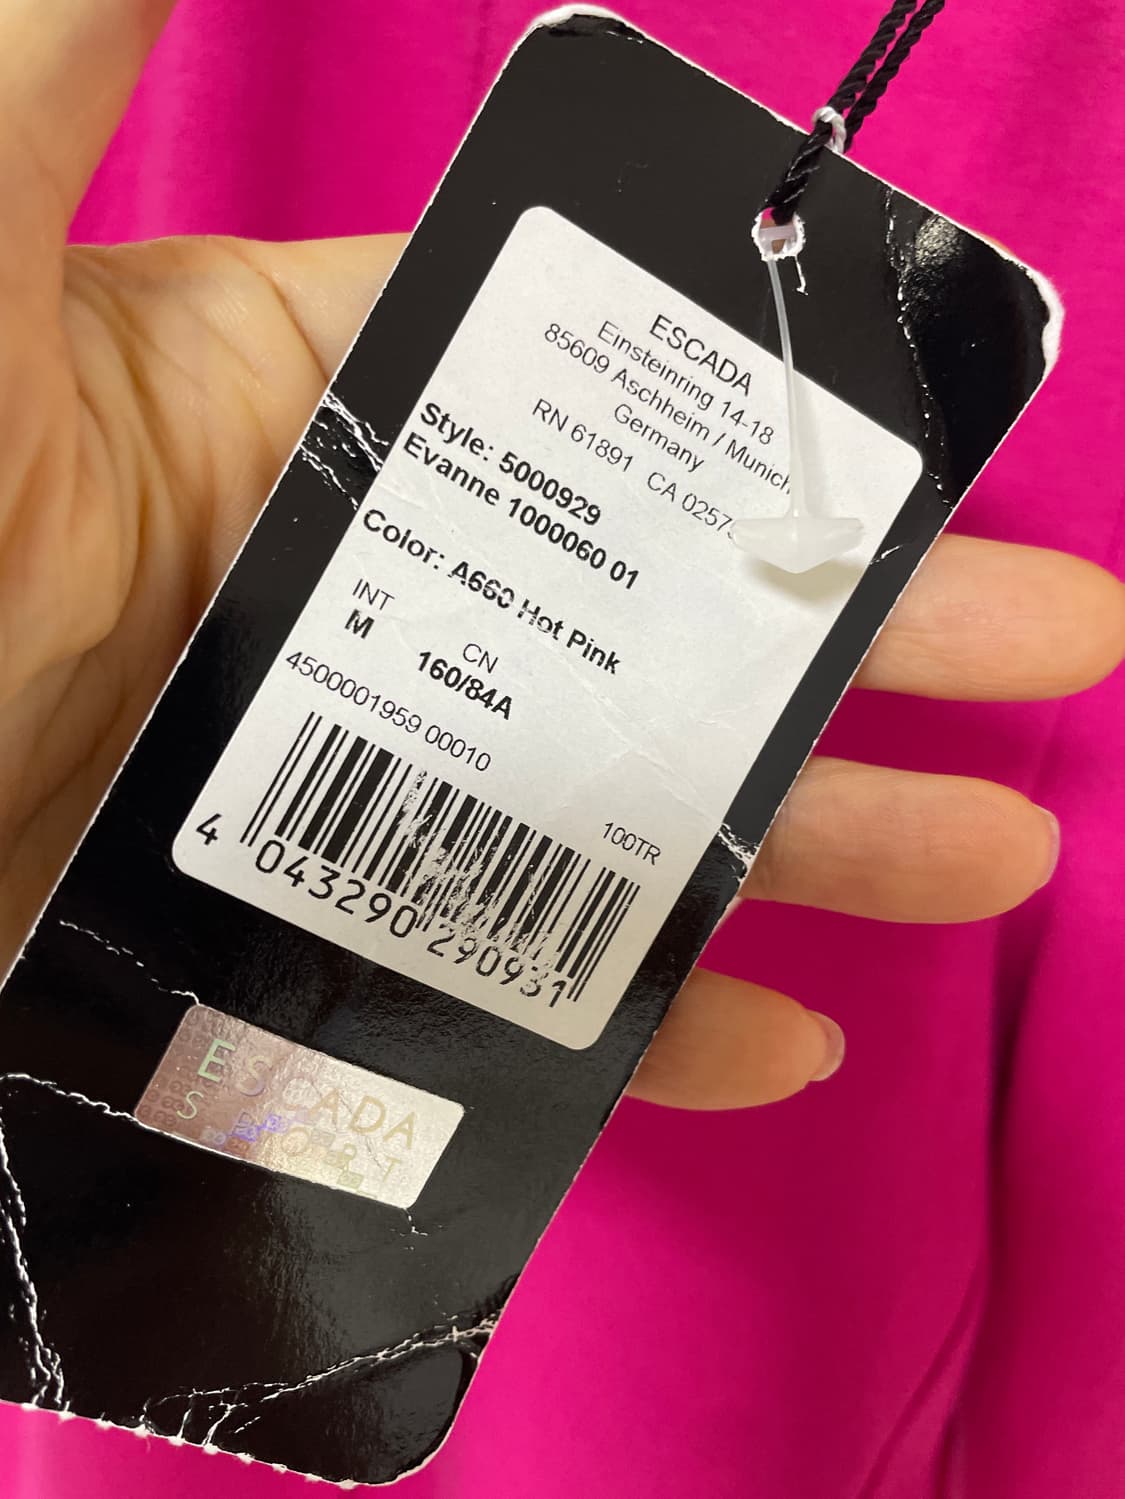 ESCADA
Einsteinring 14-18
85609 Aschheim / Munich
Germany
RN 61891 CA 0257
Style: 5000929
Evanne 1000060 01
Color: A660 Hot Pink
INT
M
CN
160/84A
4500001959 00010
100TR
4 043290 290931
ESCADA
SPORT